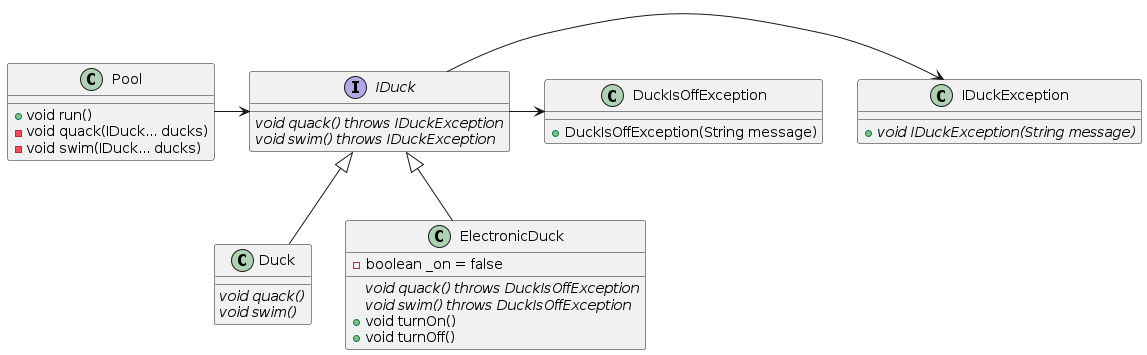 C Pool
void run()
void quack(IDuck... ducks)
void swim(IDuck... ducks)
I IDuck
void quack() throws IDuckException
void swim() throws IDuckException
C DuckIsOffException
DuckIsOffException(String message)
C IDuckException
void IDuckException(String message)
C Duck
void quack()
void swim()
C ElectronicDuck
boolean _on = false
void quack() throws DuckIsOffException
void swim() throws DuckIsOffException
void turnOn()
void turnOff()